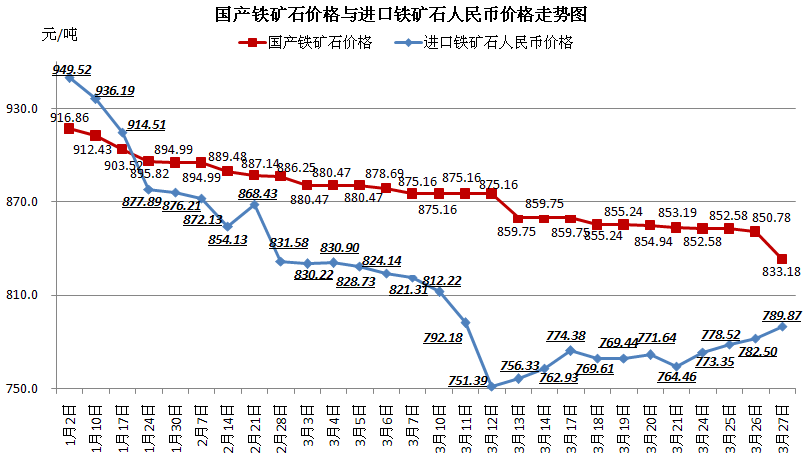 国产铁矿石价格与进口铁矿石人民币价格走势图
元/吨
国产铁矿石价格 进口铁矿石人民币价格
930.0
870.0
810.0
750.0
916.86
912.43
903.52
895.82
894.99
894.99
889.48
887.14
886.25
880.47
880.47
880.47
878.69
875.16
875.16
875.16
875.16
859.75
859.75
859.75
855.24
855.24
854.94
853.19
852.58
852.58
850.78
833.18
949.52
936.19
914.51
877.89
876.21
872.13
854.13
868.43
831.58
830.22
830.90
828.73
824.14
821.31
812.22
792.18
751.39
756.33
762.93
774.38
769.61
769.44
771.64
764.46
773.35
778.52
782.50
789.87
1月2日
1月10日
1月17日
1月24日
1月30日
2月7日
2月14日
2月21日
2月28日
3月3日
3月4日
3月5日
3月6日
3月7日
3月10日
3月11日
3月12日
3月13日
3月14日
3月17日
3月18日
3月19日
3月20日
3月21日
3月24日
3月25日
3月26日
3月27日